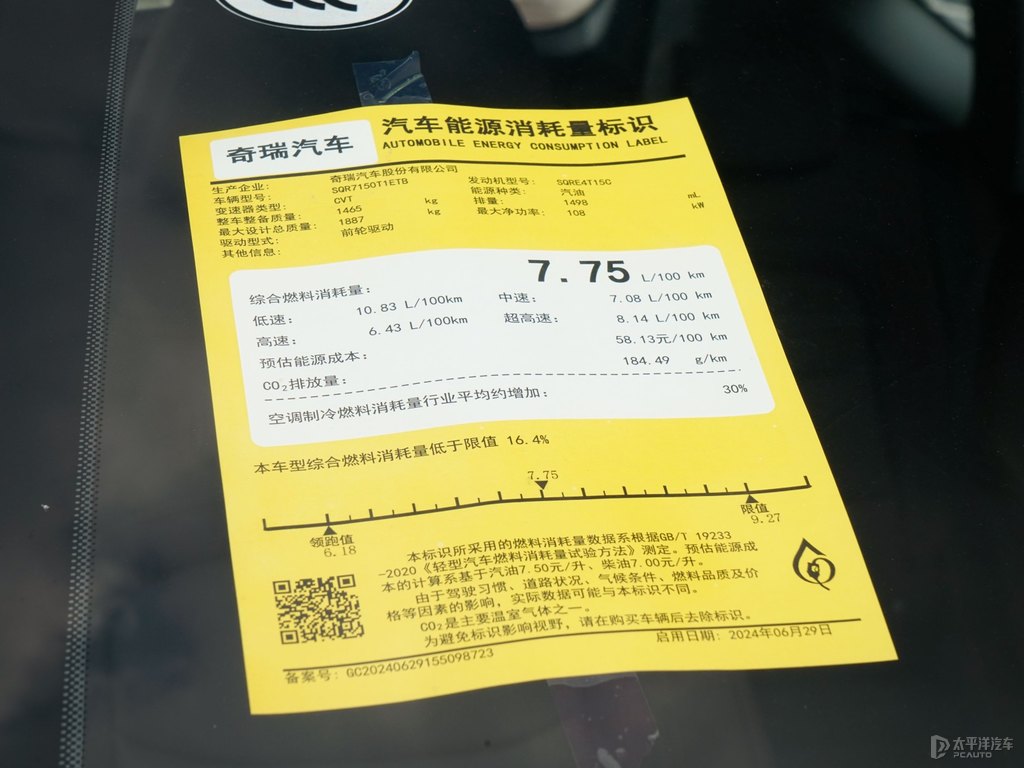 奇瑞汽车
汽车能源消耗量标识
AUTOMOBILE ENERGY CONSUMPTION LABEL
生产企业: 奇瑞汽车股份有限公司
车辆型号: SQR7150T1ETB 发动机型号: SQRE4T15C
变速器类型: CVT 能源种类: 汽油
整车整备质量: 1465 kg 排量: 1498 mL
最大设计总质量: 1887 kg 最大净功率: 108 kW
驱动型式: 前轮驱动
其他信息:
综合燃料消耗量: 7.75 L/100 km
低速: 10.83 L/100km 中速: 7.08 L/100 km
高速: 6.43 L/100km 超高速: 8.14 L/100 km
预估能源成本: 58.13元/100 km
CO₂排放量: 184.49 g/km
空调制冷燃料消耗量行业平均约增加: 30%
本车型综合燃料消耗量低于限值 16.4%
7.75
领跑值 限值
6.18 9.27
本标识所采用的燃料消耗量数据系根据GB/T 19233
-2020《轻型汽车燃料消耗量试验方法》测定。预估能源成
本的计算系基于汽油7.50元/升、柴油7.00元/升。
由于驾驶习惯、道路状况、气候条件、燃料品质及价
格等因素的影响,实际数据可能与本标识不同。
CO₂是主要温室气体之一。
为避免标识影响视野,请在购买车辆后去除标识。
备案号: GC20240629155098723 启用日期: 2024年06月29日
太平洋汽车
PCAUTO